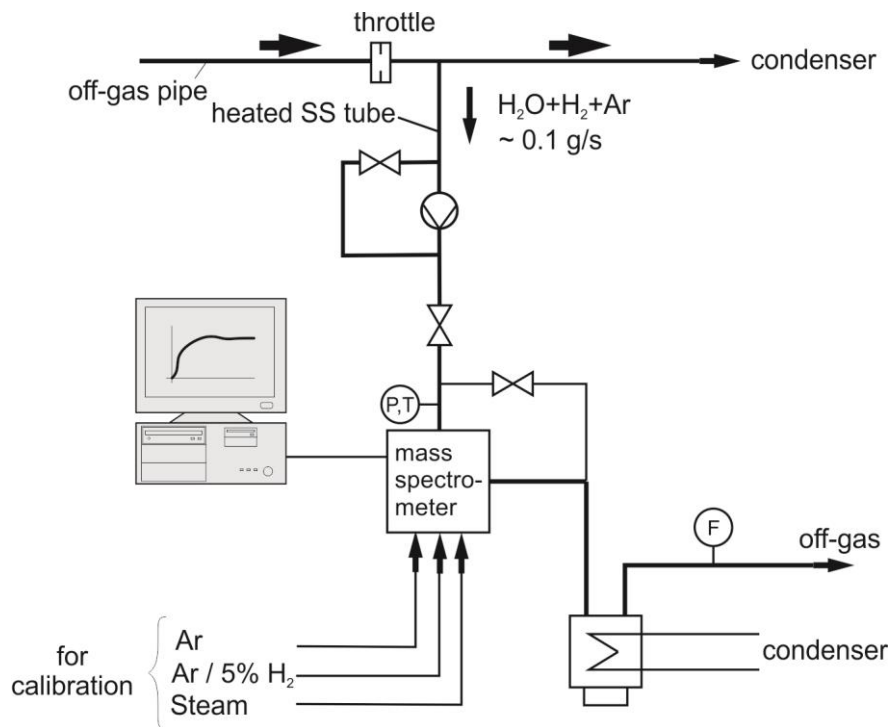 throttle
off-gas pipe
condenser
heated SS tube
H₂O+H₂+Ar
~ 0.1 g/s
P,T
mass
spectro-
meter
F
off-gas
for
calibration
Ar
Ar / 5% H₂
Steam
condenser